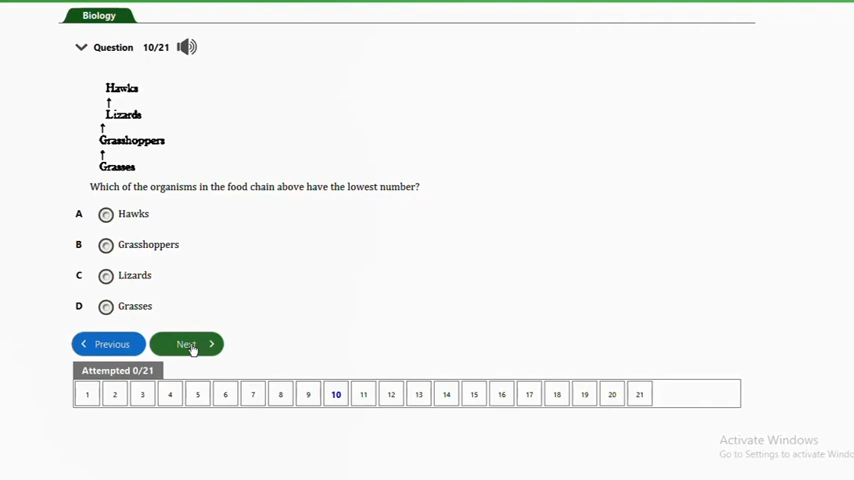 Biology
Question 10/21
Hawks
↑
Lizards
↑
Grasshoppers
↑
Grasses
Which of the organisms in the food chain above have the lowest number?
A Hawks
B Grasshoppers
C Lizards
D Grasses
Previous Next
Attempted 0/21
1 2 3 4 5 6 7 8 9 10 11 12 13 14 15 16 17 18 19 20 21
Activate Windows
Go to Settings to activate Windo